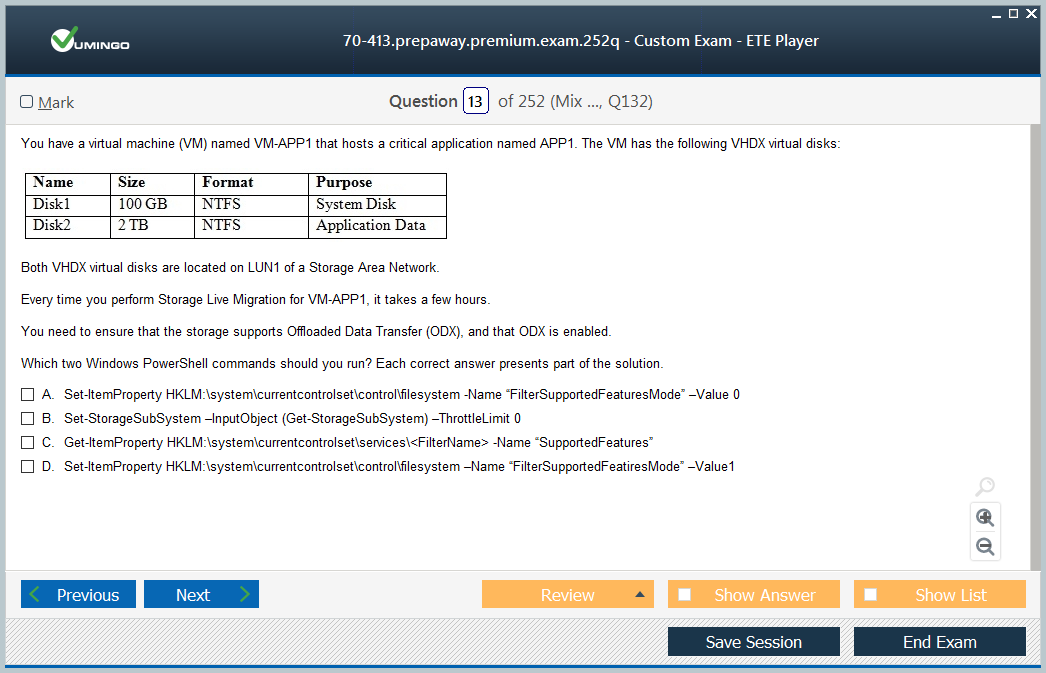 VUMINGO
70-413.prepaway.premium.exam.252q - Custom Exam - ETE Player
Mark
Question 13 of 252 (Mix ..., Q132)
You have a virtual machine (VM) named VM-APP1 that hosts a critical application named APP1. The VM has the following VHDX virtual disks:
Name Size Format Purpose
Disk1 100 GB NTFS System Disk
Disk2 2 TB NTFS Application Data
Both VHDX virtual disks are located on LUN1 of a Storage Area Network.
Every time you perform Storage Live Migration for VM-APP1, it takes a few hours.
You need to ensure that the storage supports Offloaded Data Transfer (ODX), and that ODX is enabled.
Which two Windows PowerShell commands should you run? Each correct answer presents part of the solution.
A. Set-ItemProperty HKLM:\system\currentcontrolset\control\filesystem -Name “FilterSupportedFeaturesMode” –Value 0
B. Set-StorageSubSystem –InputObject (Get-StorageSubSystem) –ThrottleLimit 0
C. Get-ItemProperty HKLM:\system\currentcontrolset\services\<FilterName> -Name “SupportedFeatures”
D. Set-ItemProperty HKLM:\system\currentcontrolset\control\filesystem –Name “FilterSupportedFeatiresMode” –Value1
Previous Next Review Show Answer Show List
Save Session End Exam